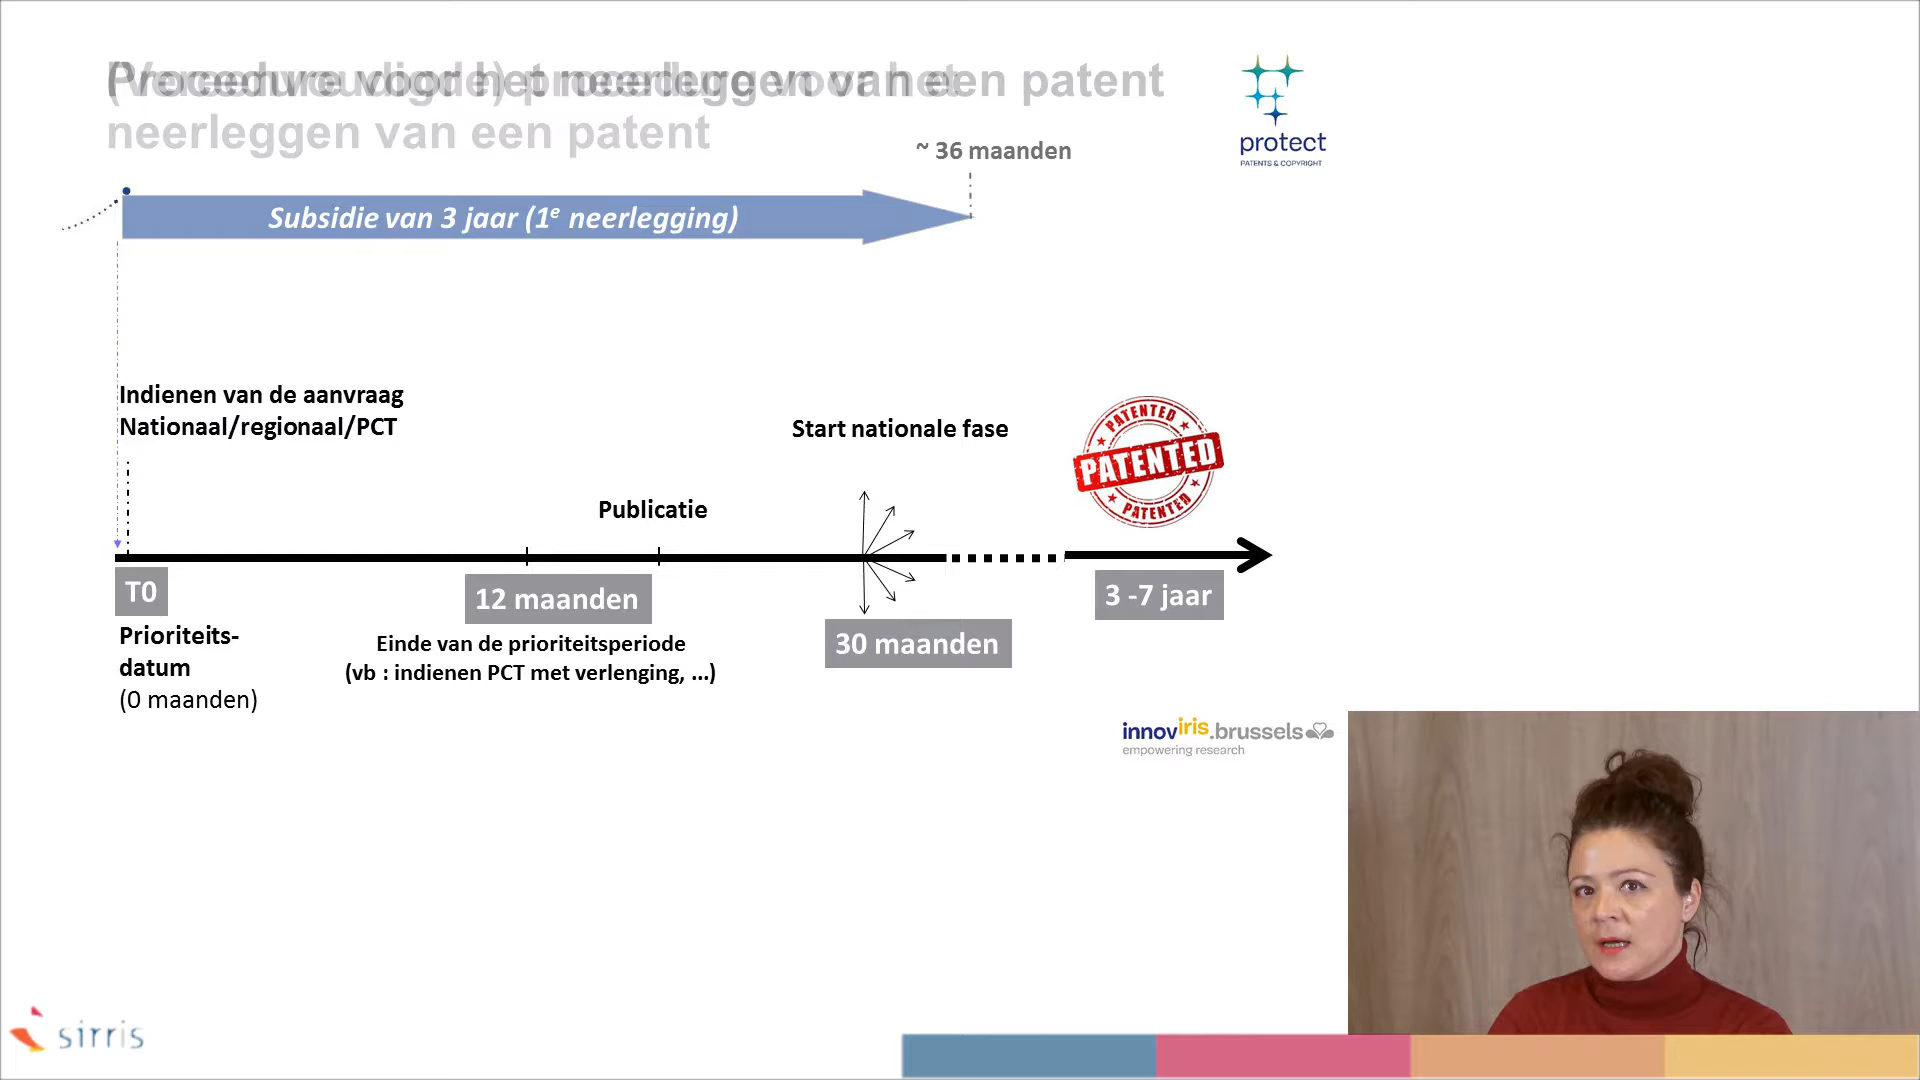 Procedure voor het neerleggen van een patent
(Vereenvoudigde) procedure voor het
neerleggen van een patent
~ 36 maanden
protect
PATENTS & COPYRIGHT
Subsidie van 3 jaar (1e neerlegging)
Indienen van de aanvraag
Nationaal/regionaal/PCT
Start nationale fase
PATENTED
PATENTED
PATENTED
Publicatie
T0
12 maanden
3 -7 jaar
Prioriteits-
datum
(0 maanden)
Einde van de prioriteitsperiode
(vb : indienen PCT met verlenging, ...)
30 maanden
innoviris.brussels
empowering research
sirris